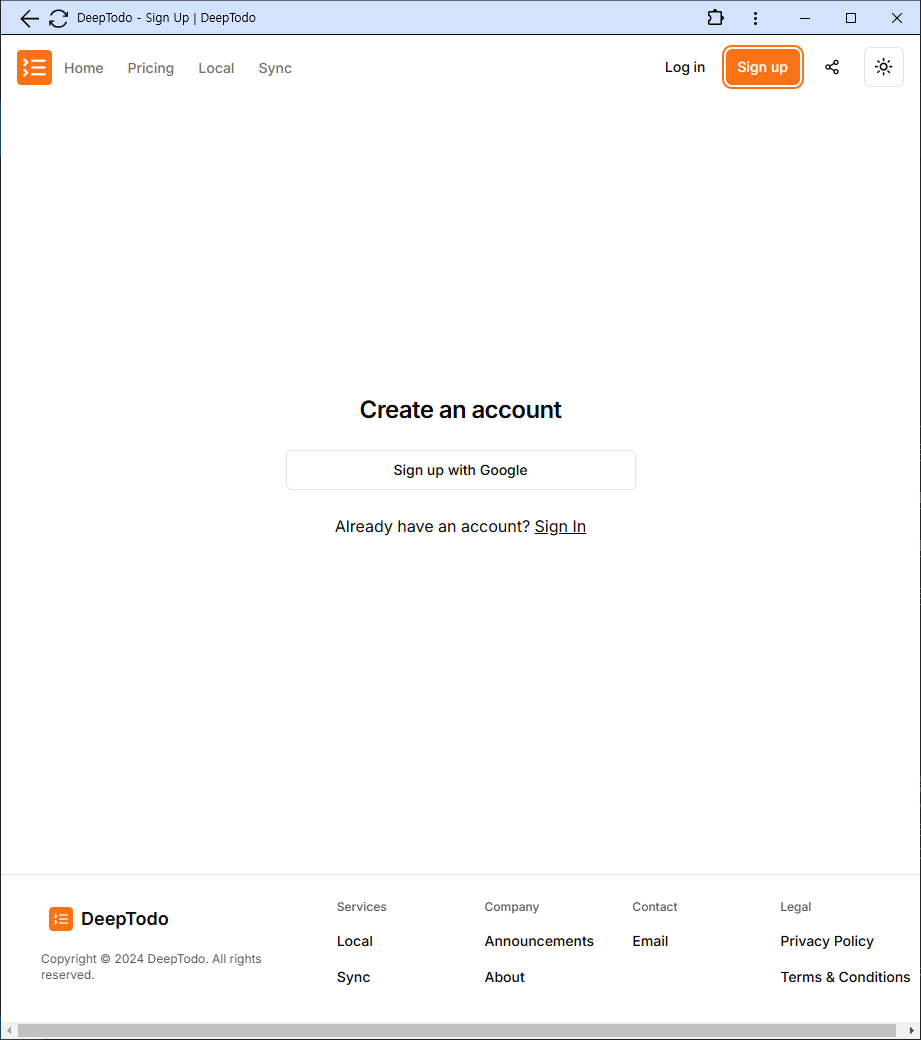 DeepTodo - Sign Up | DeepTodo
Home Pricing Local Sync Log in Sign up
Create an account
Sign up with Google
Already have an account? Sign In
DeepTodo
Copyright © 2024 DeepTodo. All rights
reserved.
Services
Local
Sync
Company
Announcements
About
Contact
Email
Legal
Privacy Policy
Terms & Conditions